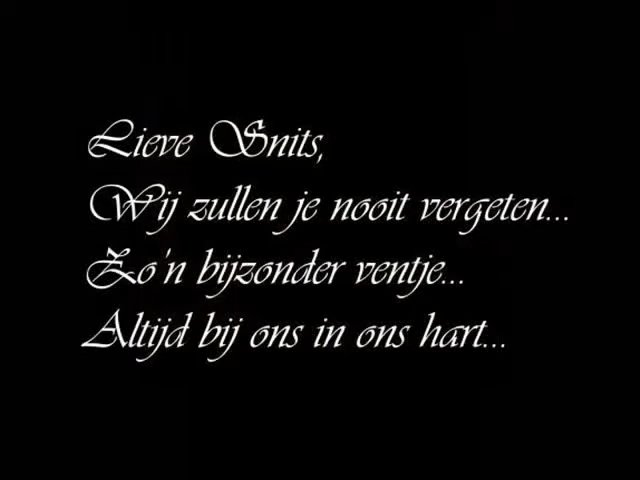 Lieve Snits,
Wij zullen je nooit vergeten...
Zo'n bijzonder ventje...
Altijd bij ons in ons hart...